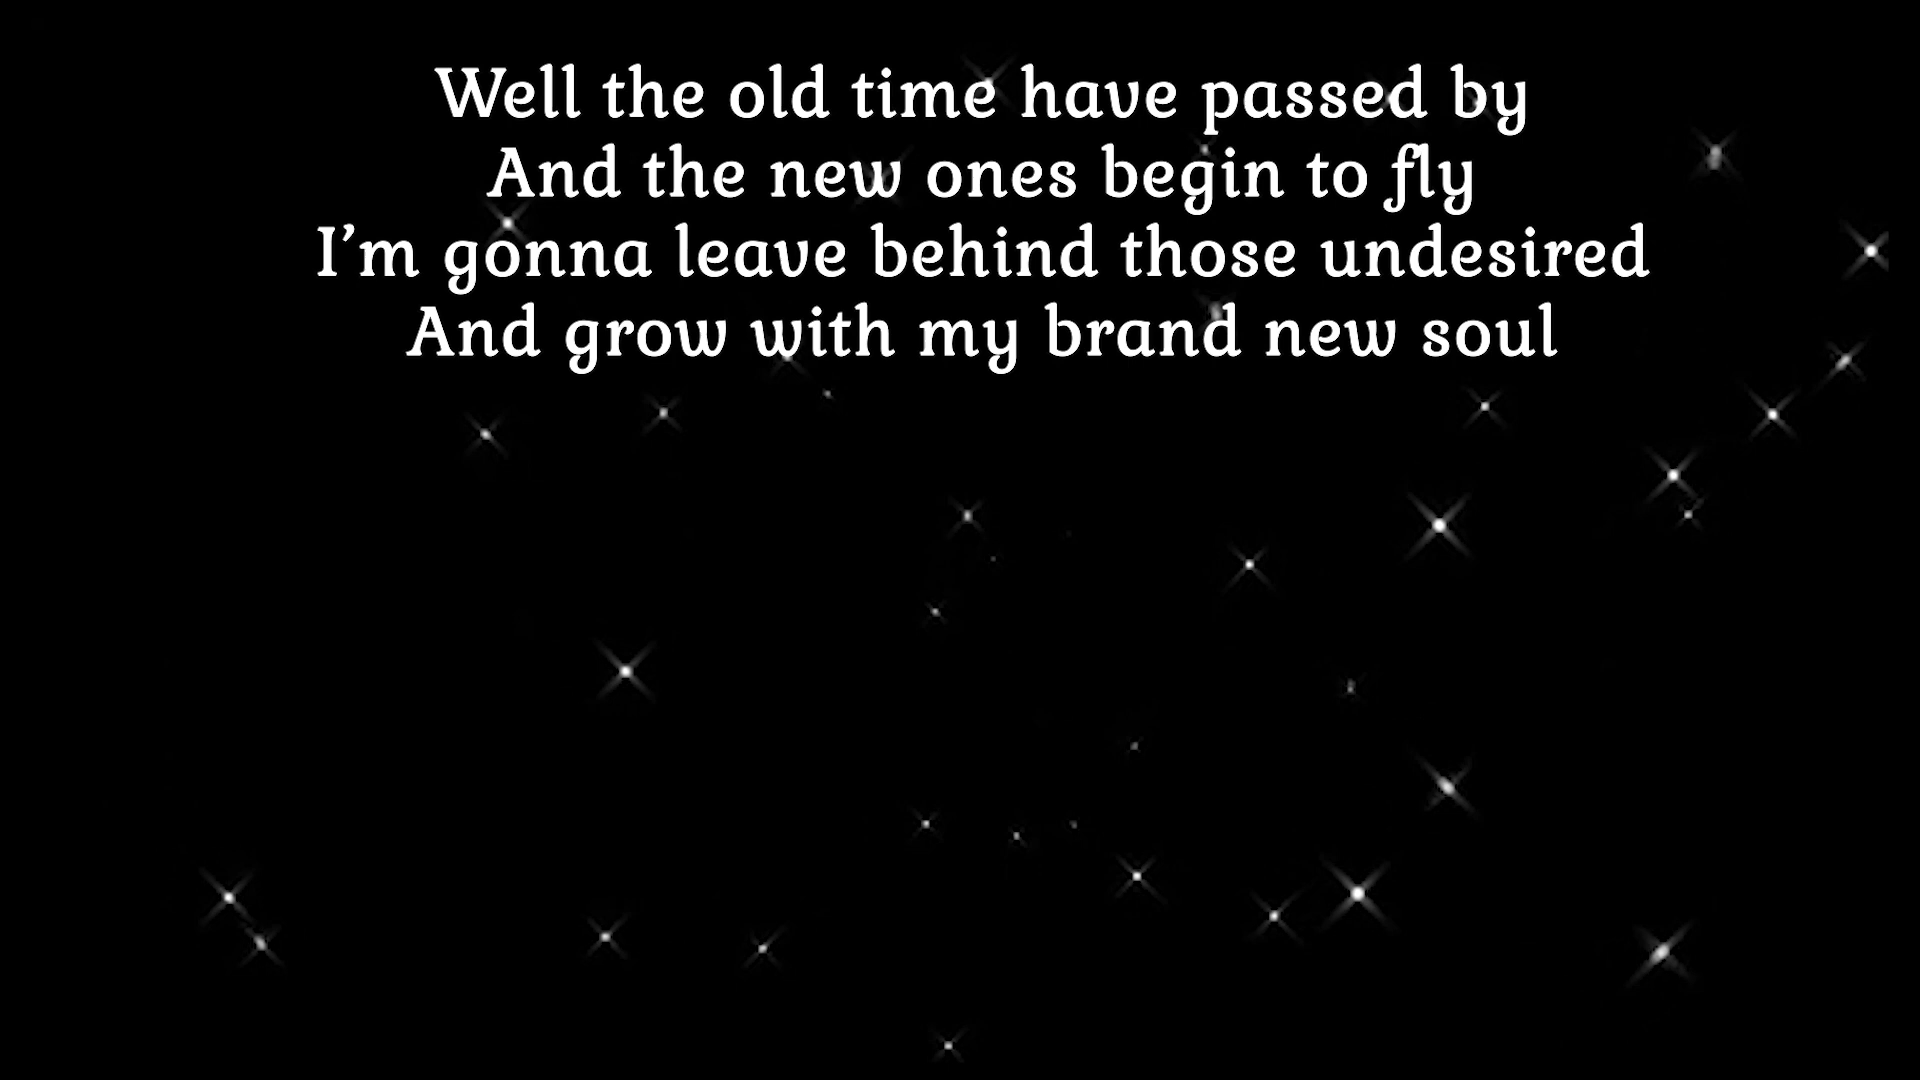 Well the old time have passed by
And the new ones begin to fly
I’m gonna leave behind those undesired
And grow with my brand new soul